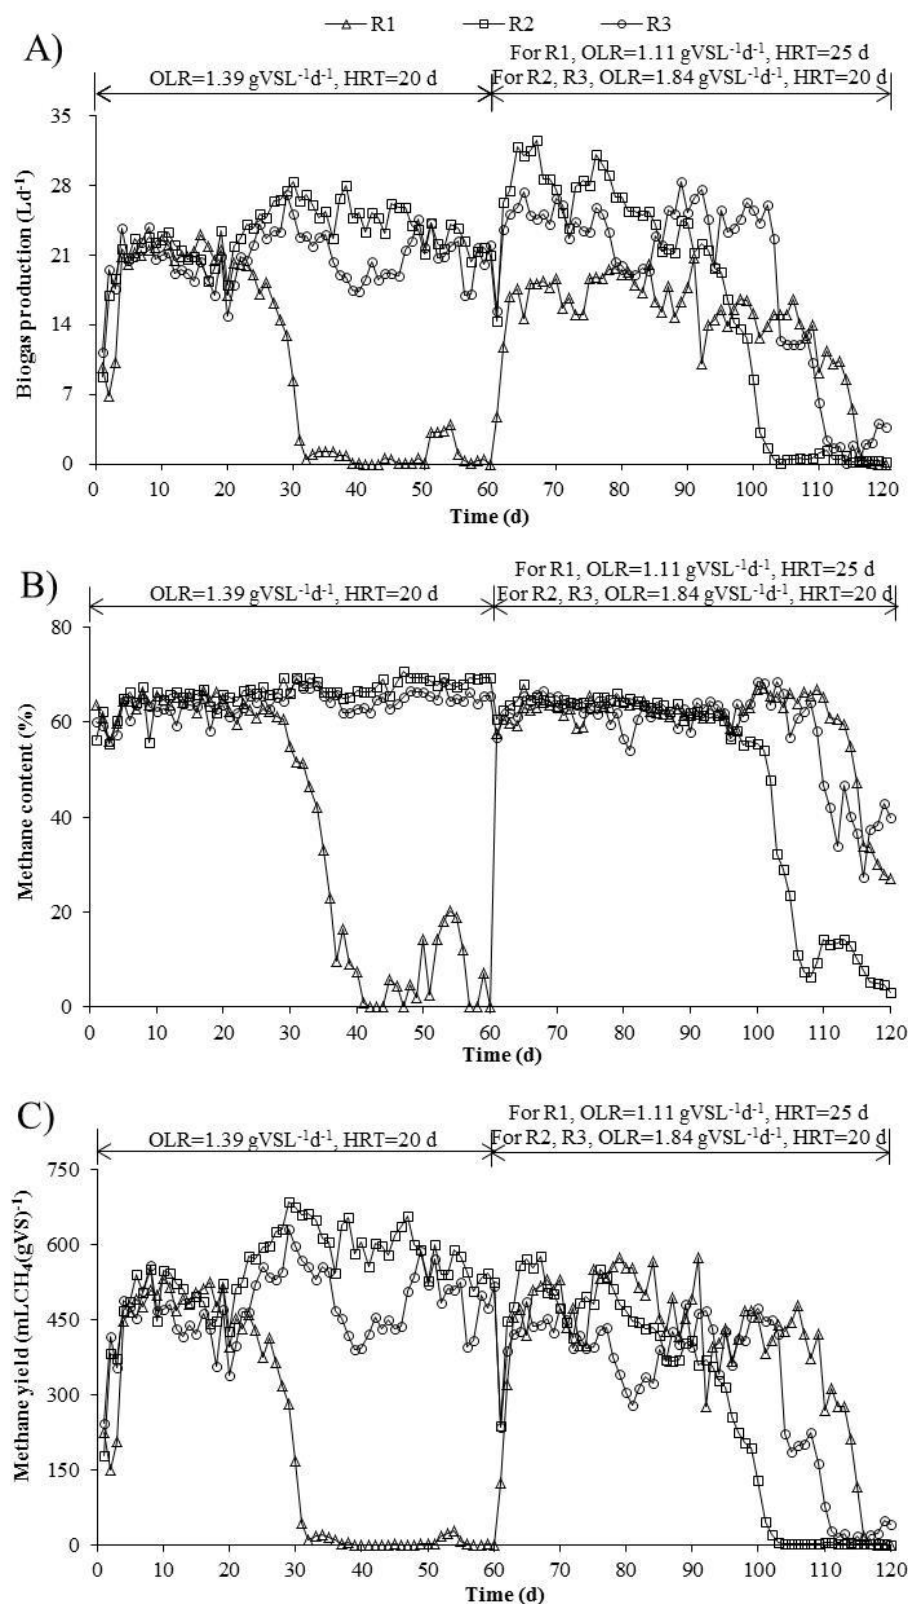 R1 R2 R3
A)
For R1, OLR=1.11 gVSL⁻¹d⁻¹, HRT=25 d
OLR=1.39 gVSL⁻¹d⁻¹, HRT=20 d
For R2, R3, OLR=1.84 gVSL⁻¹d⁻¹, HRT=20 d
35
28
21
14
7
0
Biogas production (Ld⁻¹)
0 10 20 30 40 50 60 70 80 90 100 110 120
Time (d)
B)
For R1, OLR=1.11 gVSL⁻¹d⁻¹, HRT=25 d
OLR=1.39 gVSL⁻¹d⁻¹, HRT=20 d
For R2, R3, OLR=1.84 gVSL⁻¹d⁻¹, HRT=20 d
80
60
40
20
0
Methane content (%)
0 10 20 30 40 50 60 70 80 90 100 110 120
Time (d)
C)
For R1, OLR=1.11 gVSL⁻¹d⁻¹, HRT=25 d
OLR=1.39 gVSL⁻¹d⁻¹, HRT=20 d
For R2, R3, OLR=1.84 gVSL⁻¹d⁻¹, HRT=20 d
750
600
450
300
150
0
Methane yield (mLCH₄(gVS)⁻¹)
0 10 20 30 40 50 60 70 80 90 100 110 120
Time (d)